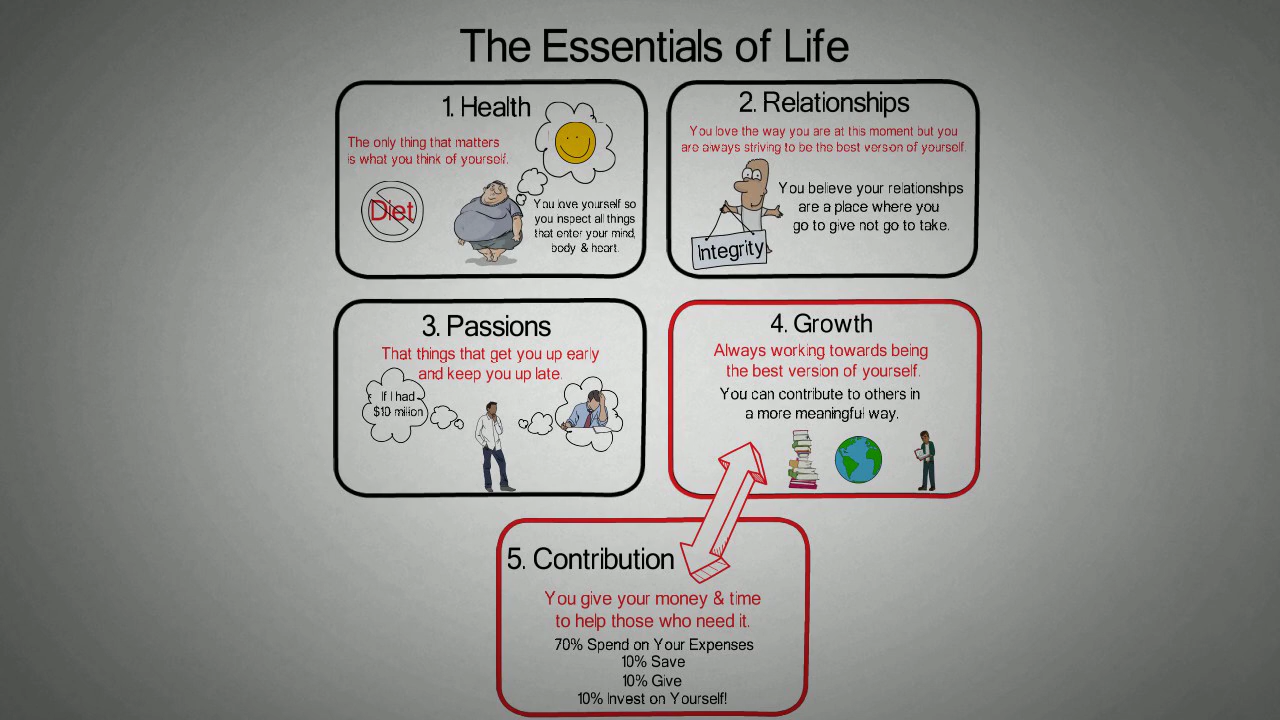 The Essentials of Life
1. Health
The only thing that matters
is what you think of yourself.
Diet
You love yourself so
you inspect all things
that enter your mind,
body & heart.
2. Relationships
You love the way you are at this moment but you
are always striving to be the best version of yourself.
You believe your relationships
are a place where you
go to give not go to take.
Integrity
3. Passions
That things that get you up early
and keep you up late.
If I had
$10 million
4. Growth
Always working towards being
the best version of yourself.
You can contribute to others in
a more meaningful way.
5. Contribution
You give your money & time
to help those who need it.
70% Spend on Your Expenses
10% Save
10% Give
10% Invest on Yourself!